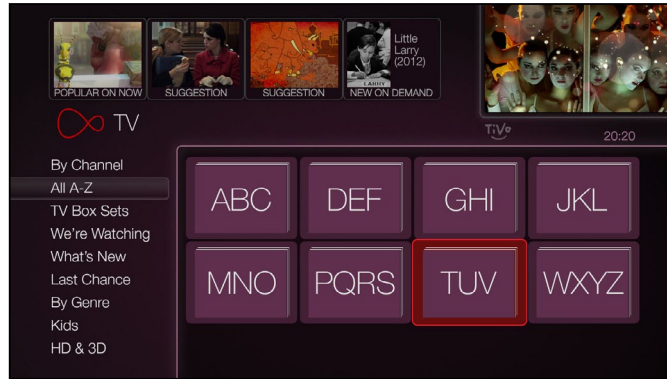 Little
Larry
(2012)
LARRY
POPULAR ON NOW
SUGGESTION
SUGGESTION
NEW ON DEMAND
TV
TiVo
20:20
By Channel
All A-Z
TV Box Sets
We're Watching
What's New
Last Chance
By Genre
Kids
HD & 3D
ABC
DEF
GHI
JKL
MNO
PQRS
TUV
WXYZ